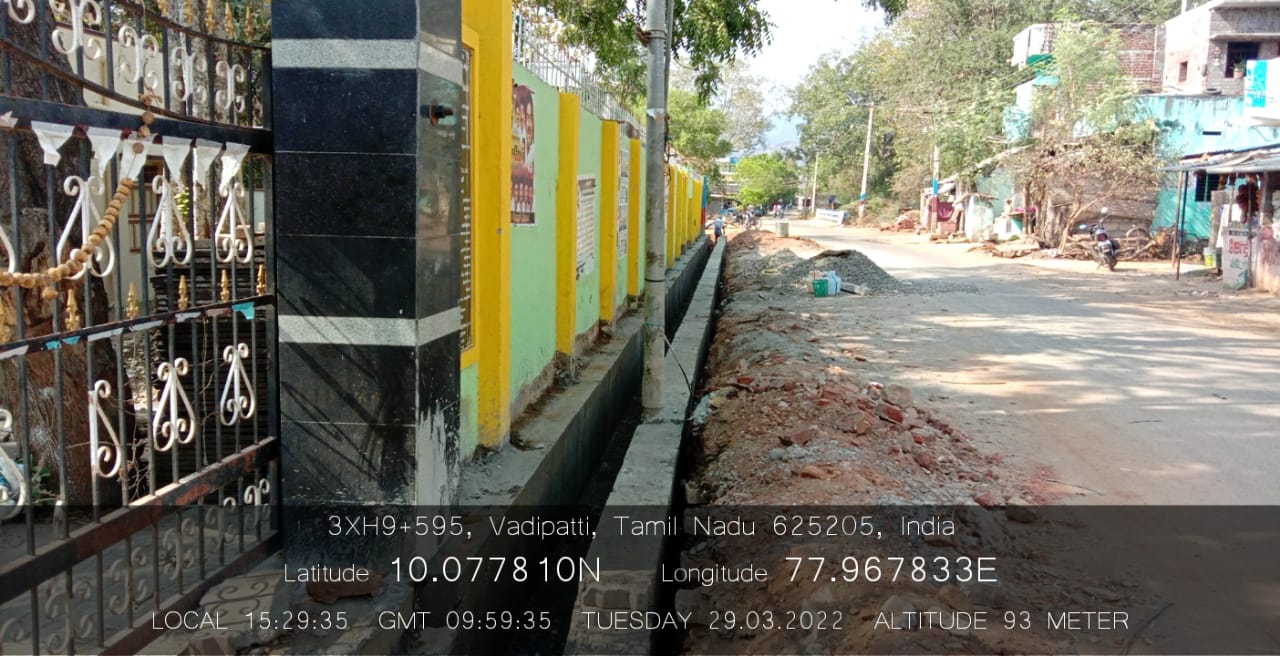 3XH9+595, Vadipatti, Tamil Nadu 625205, India
Latitude 10.077810N Longitude 77.967833E
LOCAL 15:29:35 GMT 09:59:35 TUESDAY 29.03.2022 ALTITUDE 93 METER